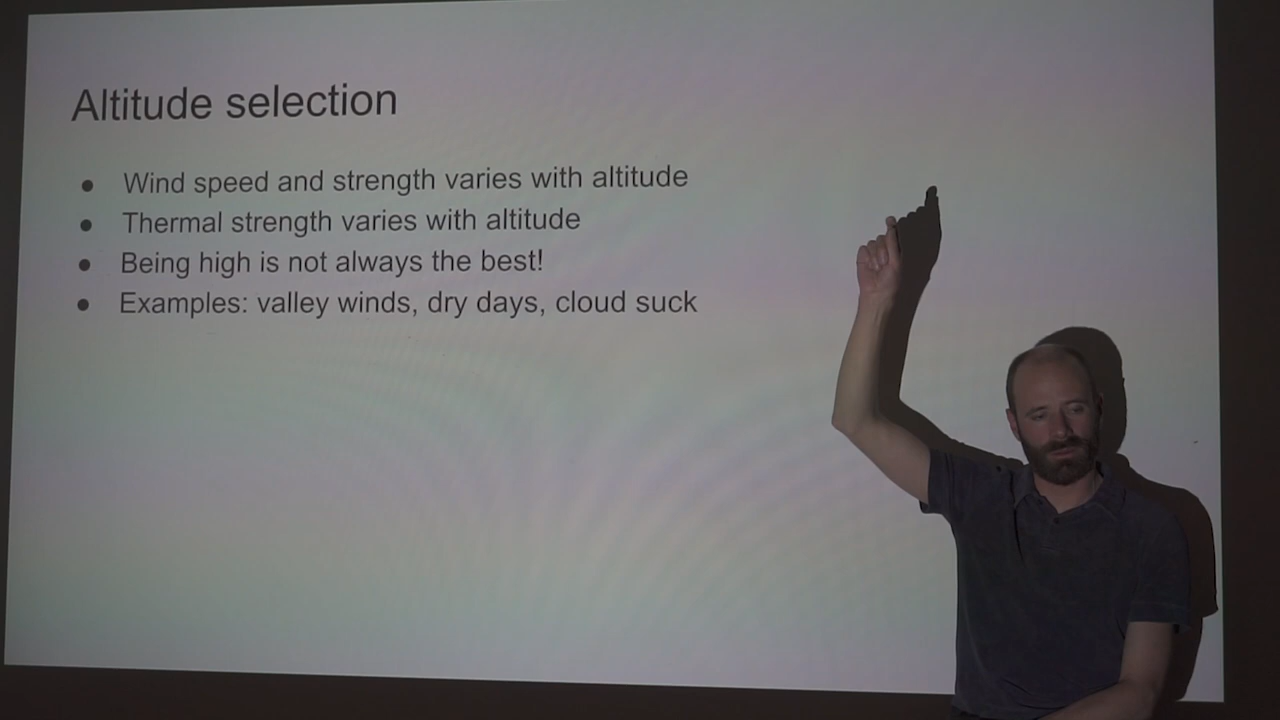 Altitude selection
● Wind speed and strength varies with altitude
● Thermal strength varies with altitude
● Being high is not always the best!
● Examples: valley winds, dry days, cloud suck